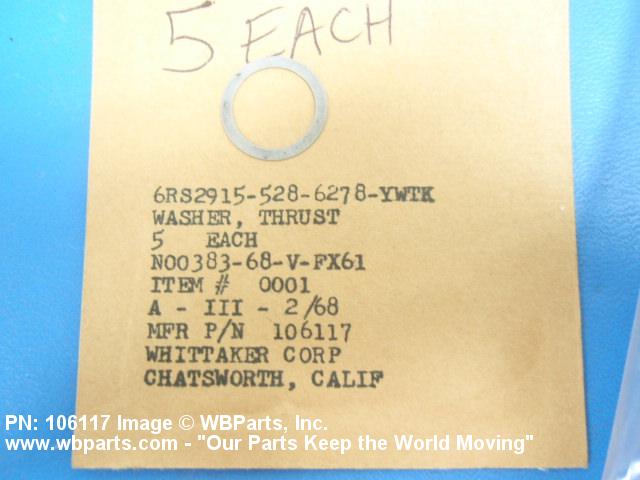 5 EACH
6RS2915-528-6278-YWTK
WASHER, THRUST
5 EACH
N00383-68-V-FX61
ITEM # 0001
A - III - 2/68
MFR P/N 106117
WHITTAKER CORP
CHATSWORTH, CALIF
PN: 106117 Image © WBParts, Inc.
www.wbparts.com - "Our Parts Keep the World Moving"